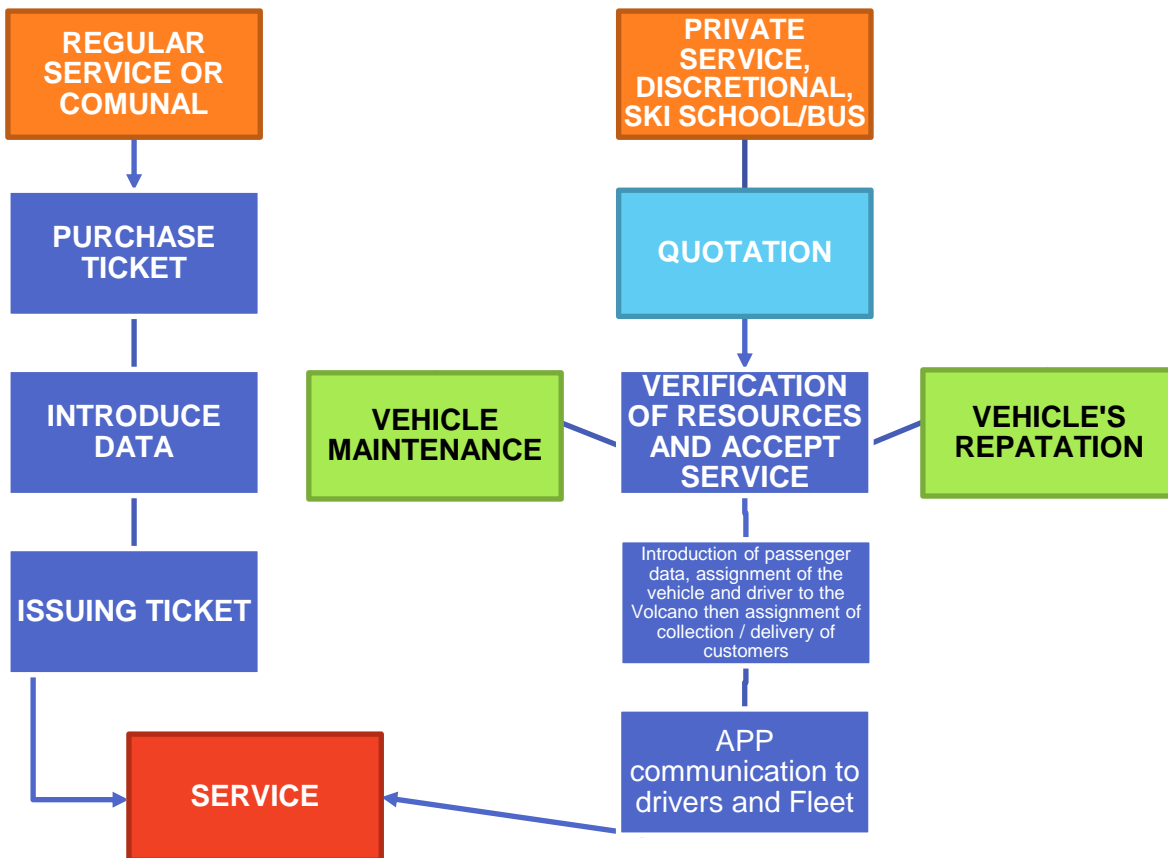 REGULAR
SERVICE OR
COMUNAL
PURCHASE
TICKET
INTRODUCE
DATA
ISSUING TICKET
SERVICE
PRIVATE
SERVICE,
DISCRETIONAL,
SKI SCHOOL/BUS
QUOTATION
VERIFICATION
OF RESOURCES
AND ACCEPT
SERVICE
VEHICLE
MAINTENANCE
VEHICLE'S
REPATATION
Introduction of passenger
data, assignment of the
vehicle and driver to the
Volcano then assignment of
collection / delivery of
customers
APP
communication to
drivers and Fleet